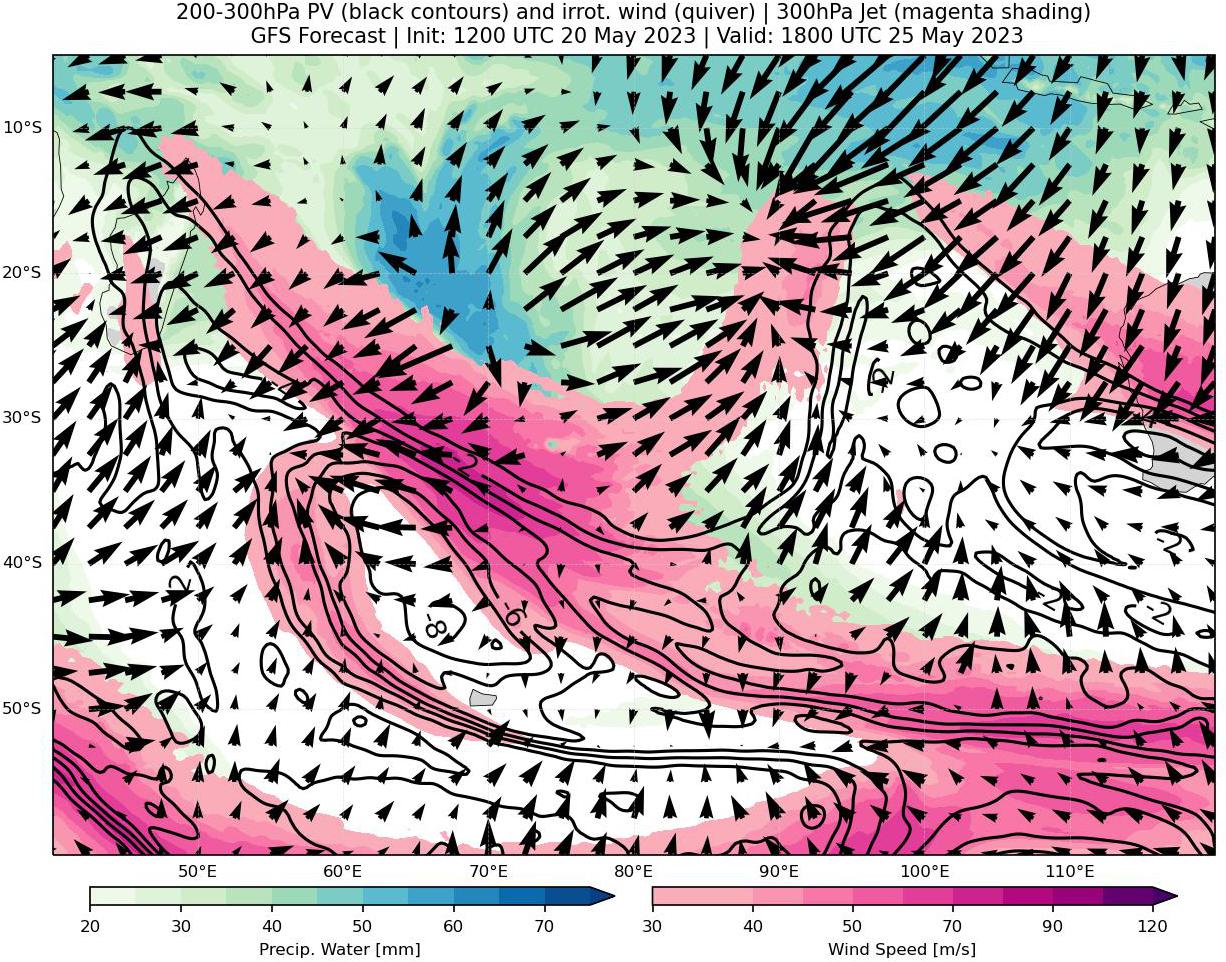 200-300hPa PV (black contours) and irrot. wind (quiver) | 300hPa Jet (magenta shading)
GFS Forecast | Init: 1200 UTC 20 May 2023 | Valid: 1800 UTC 25 May 2023
10°S
20°S
30°S
40°S
50°S
-2
-2
-2
-2
-8
-6
50°E 60°E 70°E 80°E 90°E 100°E 110°E
20 30 40 50 60 70
30 40 50 70 90 120
Precip. Water [mm] Wind Speed [m/s]